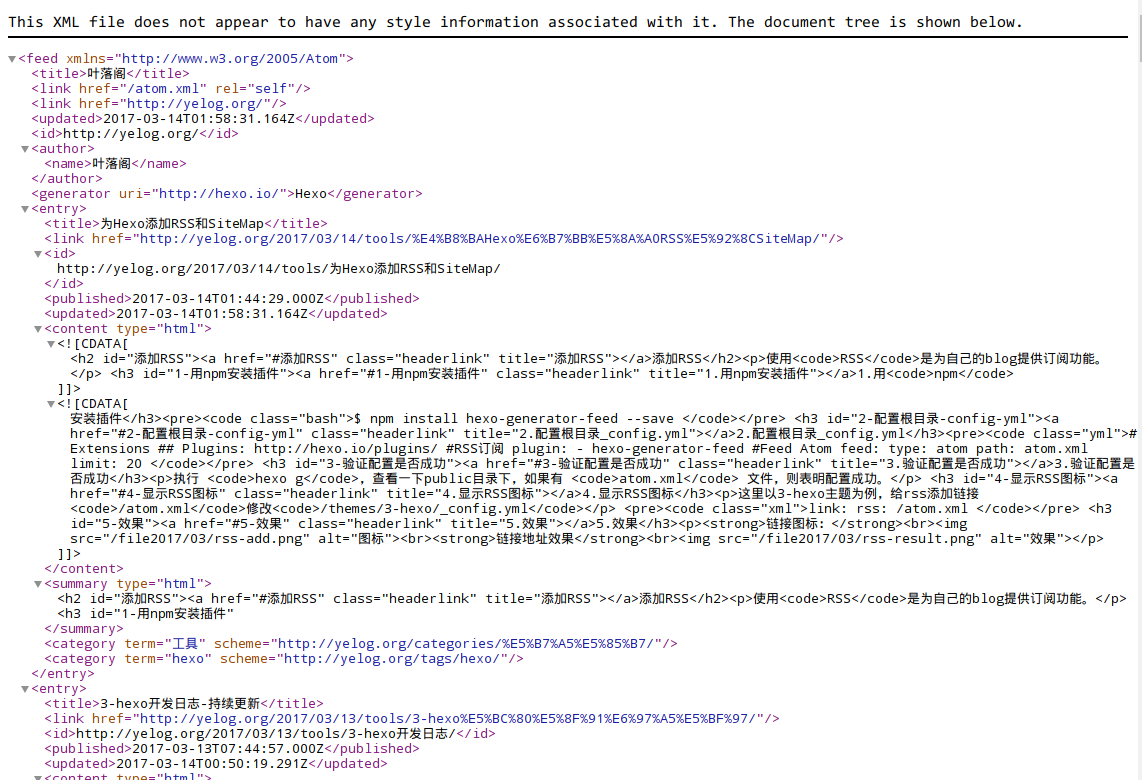 This XML file does not appear to have any style information associated with it. The document tree is shown below.
▼<feed xmlns="http://www.w3.org/2005/Atom">
<title>叶落阁</title>
<link href="/atom.xml" rel="self"/>
<link href="http://yelog.org/"/>
<updated>2017-03-14T01:58:31.164Z</updated>
<id>http://yelog.org/</id>
▼<author>
<name>叶落阁</name>
</author>
<generator uri="http://hexo.io/">Hexo</generator>
▼<entry>
<title>为Hexo添加RSS和SiteMap</title>
<link href="http://yelog.org/2017/03/14/tools/%E4%B8%BAHexo%E6%B7%BB%E5%8A%A0RSS%E5%92%8CSiteMap/"/>
▼<id>
http://yelog.org/2017/03/14/tools/为Hexo添加RSS和SiteMap/
</id>
<published>2017-03-14T01:44:29.000Z</published>
<updated>2017-03-14T01:58:31.164Z</updated>
▼<content type="html">
▼<![CDATA[
<h2 id="添加RSS"><a href="#添加RSS" class="headerlink" title="添加RSS"></a>添加RSS</h2><p>使用<code>RSS</code>是为自己的blog提供订阅功能。
</p> <h3 id="1-用npm安装插件"><a href="#1-用npm安装插件" class="headerlink" title="1.用npm安装插件"></a>1.用<code>npm</code>
]]>
▼<![CDATA[
安装插件</h3><pre><code class="bash">$ npm install hexo-generator-feed --save </code></pre> <h3 id="2-配置根目录-config-yml"><a
href="#2-配置根目录-config-yml" class="headerlink" title="2.配置根目录_config.yml"></a>2.配置根目录_config.yml</h3><pre><code class="yml">#
Extensions ## Plugins: http://hexo.io/plugins/ #RSS订阅 plugin: - hexo-generator-feed #Feed Atom feed: type: atom path: atom.xml
limit: 20 </code></pre> <h3 id="3-验证配置是否成功"><a href="#3-验证配置是否成功" class="headerlink" title="3.验证配置是否成功"></a>3.验证配置是
否成功</h3><p>执行 <code>hexo g</code>，查看一下public目录下，如果有 <code>atom.xml</code> 文件，则表明配置成功。</p> <h3 id="4-显示RSS图标"><a
href="#4-显示RSS图标" class="headerlink" title="4.显示RSS图标"></a>4.显示RSS图标</h3><p>这里以3-hexo主题为例，给rss添加链接
<code>/atom.xml</code>修改<code>/themes/3-hexo/_config.yml</code></p> <pre><code class="xml">link: rss: /atom.xml </code></pre> <h3
id="5-效果"><a href="#5-效果" class="headerlink" title="5.效果"></a>5.效果</h3><p><strong>链接图标：</strong><br><img
src="/file2017/03/rss-add.png" alt="图标"><br><strong>链接地址效果</strong><br><img src="/file2017/03/rss-result.png" alt="效果"></p>
]]>
</content>
▼<summary type="html">
<h2 id="添加RSS"><a href="#添加RSS" class="headerlink" title="添加RSS"></a>添加RSS</h2><p>使用<code>RSS</code>是为自己的blog提供订阅功能。</p>
<h3 id="1-用npm安装插件"
</summary>
<category term="工具" scheme="http://yelog.org/categories/%E5%B7%A5%E5%85%B7/"/>
<category term="hexo" scheme="http://yelog.org/tags/hexo/"/>
</entry>
▼<entry>
<title>3-hexo开发日志-持续更新</title>
<link href="http://yelog.org/2017/03/13/tools/3-hexo%E5%BC%80%E5%8F%91%E6%97%A5%E5%BF%97/"/>
<id>http://yelog.org/2017/03/13/tools/3-hexo开发日志/</id>
<published>2017-03-13T07:44:57.000Z</published>
<updated>2017-03-14T00:50:19.291Z</updated>
▼<content type="html">